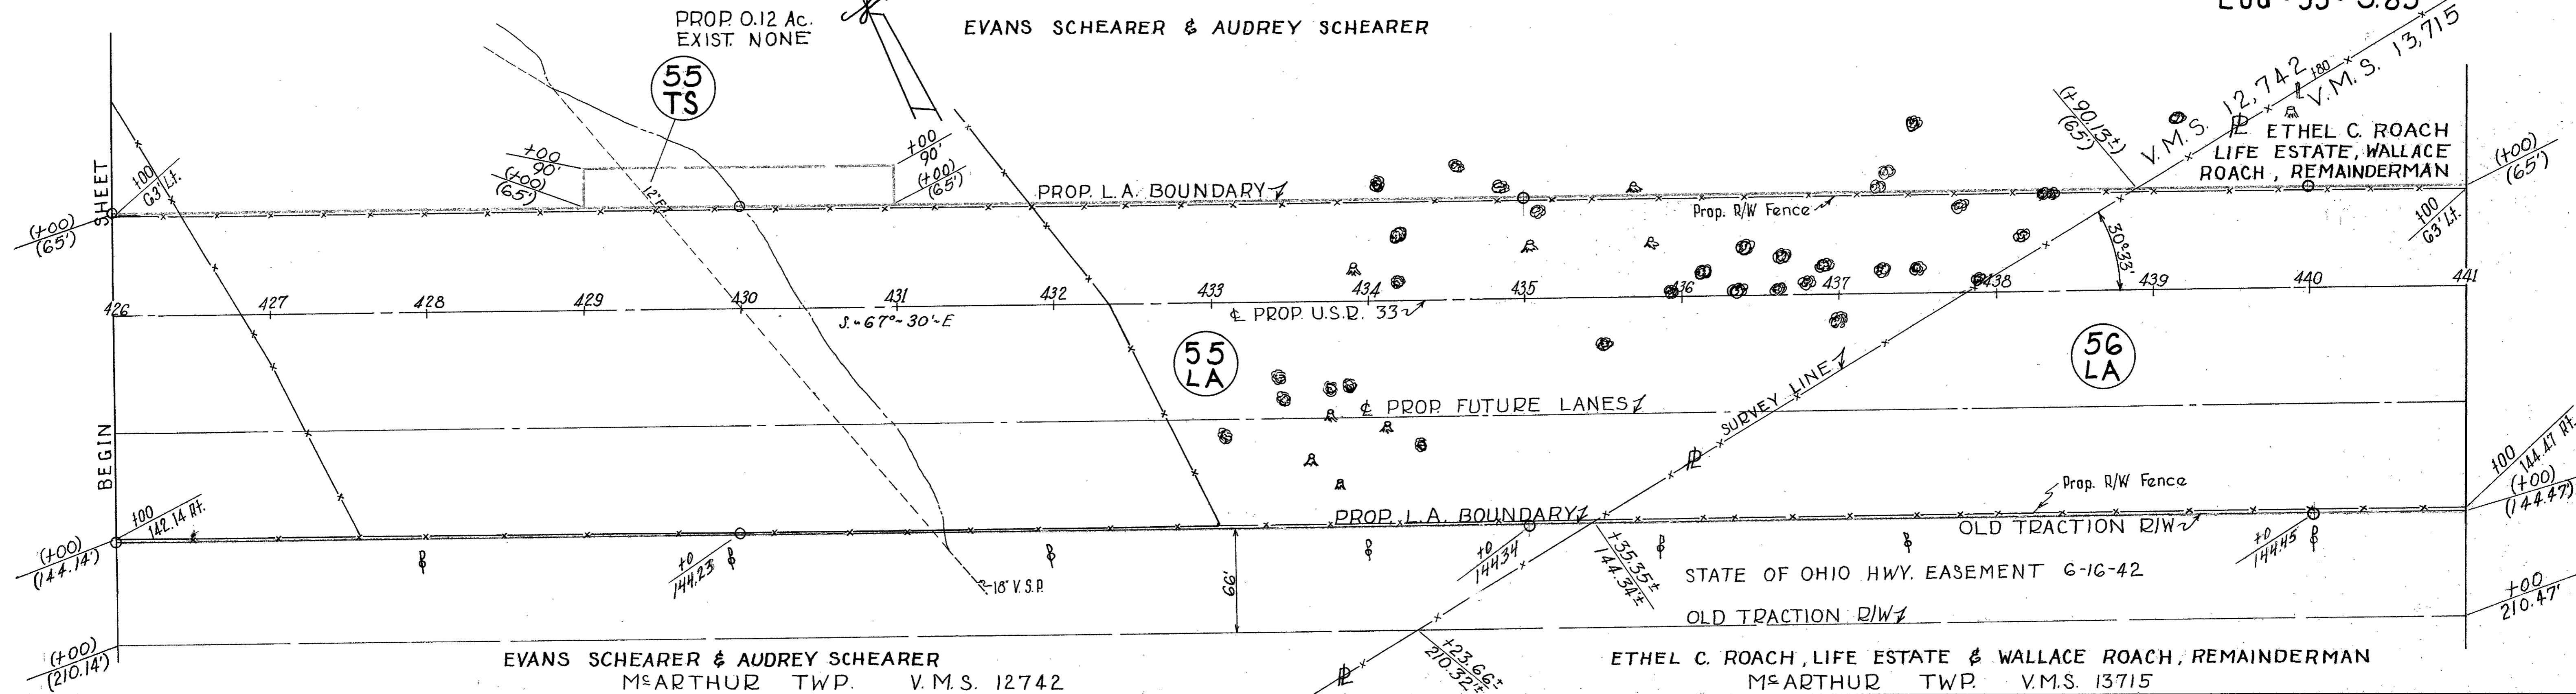 PROP. 0.12 Ac.
EXIST. NONE
EVANS SCHEARER & AUDREY SCHEARER
55
TS
V.M.S. 12,742
+80
V.M.S. 13,715
ETHEL C. ROACH
LIFE ESTATE, WALLACE
ROACH, REMAINDERMAN
SHEET
+00
63' Lt.
(+00)
(65')
+00
90'
(+00)
(65')
12" F.T.
+00
90'
(+00)
(65')
PROP. L.A. BOUNDARY
Prop. R/W Fence
(+90.13±)
(65')
(+00)
(65')
+00
63' Lt.
30°33'
426
427
428
429
430
431
432
433
434
435
436
437
438
439
440
441
S.~67°~30'~E
℄ PROP. U.S.R. 33
55
LA
56
LA
℄ PROP. FUTURE LANES
SURVEY LINE
BEGIN
+00
142.14 Rt.
(+00)
(144.14')
+0
144.23
18" V.S.P.
66'
PROP. L.A. BOUNDARY
+0
144.34
+35.35±
144.34'±
Prop. R/W Fence
OLD TRACTION R/W
+0
144.45
+00
144.47 Rt.
(+00)
(144.47')
STATE OF OHIO HWY. EASEMENT 6-16-42
OLD TRACTION R/W
+00
210.47'
(+00)
(210.14')
+23.66±
210.32'±
EVANS SCHEARER & AUDREY SCHEARER
McARTHUR TWP. V.M.S. 12742
ETHEL C. ROACH, LIFE ESTATE & WALLACE ROACH, REMAINDERMAN
McARTHUR TWP. V.M.S. 13715